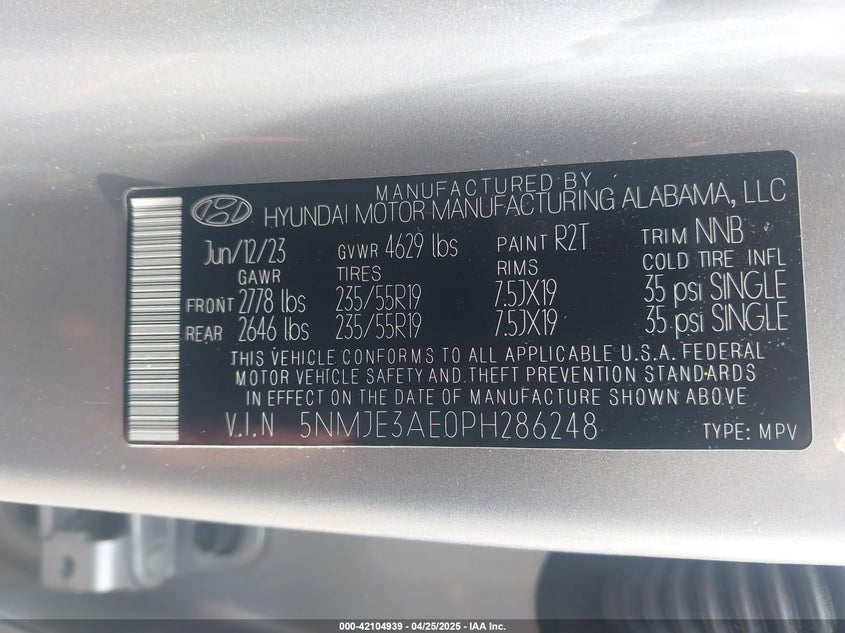 MANUFACTURED BY
HYUNDAI MOTOR MANUFACTURING ALABAMA, LLC
Jun/12/23 GVWR 4629 lbs PAINT R2T TRIM NNB
GAWR TIRES RIMS COLD TIRE INFL
FRONT 2778 lbs 235/55R19 7.5JX19 35 psi SINGLE
REAR 2646 lbs 235/55R19 7.5JX19 35 psi SINGLE
THIS VEHICLE CONFORMS TO ALL APPLICABLE U.S.A. FEDERAL
MOTOR VEHICLE SAFETY AND THEFT PREVENTION STANDARDS
IN EFFECT ON THE DATE OF MANUFACTURE SHOWN ABOVE
V.I.N 5NMJE3AE0PH286248 TYPE: MPV
000-42104939 - 04/25/2025 - IAA Inc.